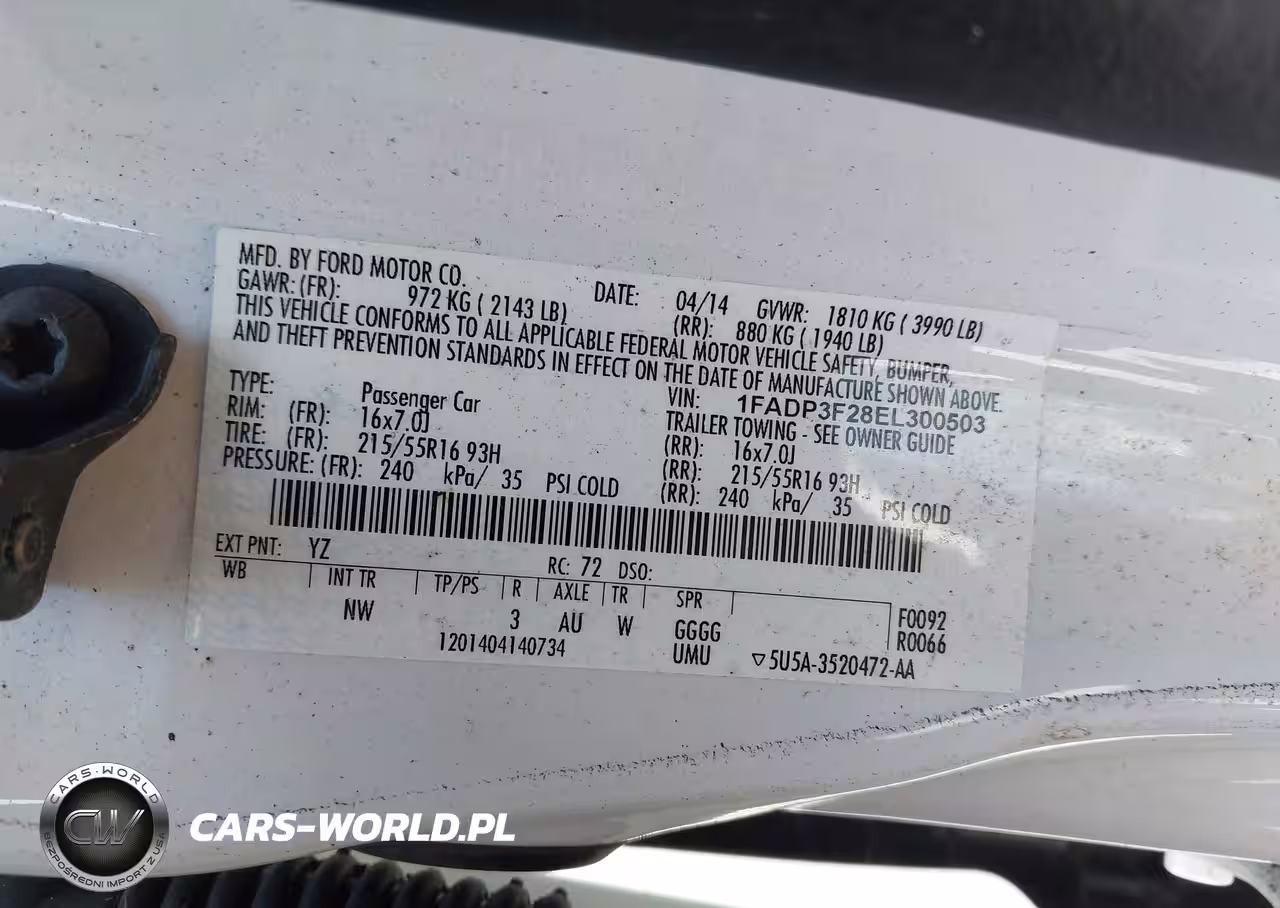 MFD. BY FORD MOTOR CO.
DATE: 04/14 GVWR: 1810 KG ( 3990 LB)
GAWR: (FR): 972 KG ( 2143 LB) (RR): 880 KG ( 1940 LB)
THIS VEHICLE CONFORMS TO ALL APPLICABLE FEDERAL MOTOR VEHICLE SAFETY, BUMPER,
AND THEFT PREVENTION STANDARDS IN EFFECT ON THE DATE OF MANUFACTURE SHOWN ABOVE.
VIN: 1FADP3F28EL300503
TYPE: Passenger Car TRAILER TOWING - SEE OWNER GUIDE
RIM: (FR): 16x7.0J (RR): 16x7.0J
TIRE: (FR): 215/55R16 93H (RR): 215/55R16 93H
PRESSURE: (FR): 240 kPa/ 35 PSI COLD (RR): 240 kPa/ 35 PSI COLD
EXT PNT: YZ RC: 72 DSO:
WB INT TR TP/PS R AXLE TR SPR
NW 3 AU W GGGG F0092
UMU R0066
1201404140734 ▽5U5A-3520472-AA
CARS-WORLD
CW
BEZPOŚREDNI IMPORT Z USA
CARS-WORLD.PL